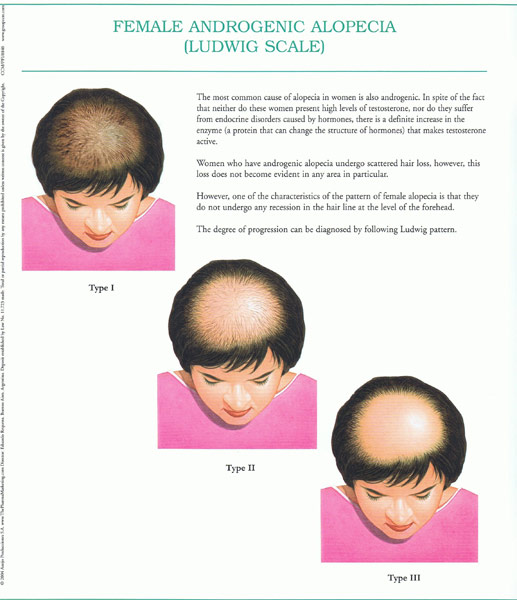 FEMALE ANDROGENIC ALOPECIA
(LUDWIG SCALE)
The most common cause of alopecia in women is also androgenic. In spite of the fact
that neither do these women present high levels of testosterone, nor do they suffer
from endocrine disorders caused by hormones, there is a definite increase in the
enzyme (a protein that can change the structure of hormones) that makes testosterone
active.
Women who have androgenic alopecia undergo scattered hair loss, however, this
loss does not become evident in any area in particular.
However, one of the characteristics of the pattern of female alopecia is that they
do not undergo any recession in the hair line at the level of the forehead.
The degree of progression can be diagnosed by following Ludwig pattern.
Type I
Type II
Type III